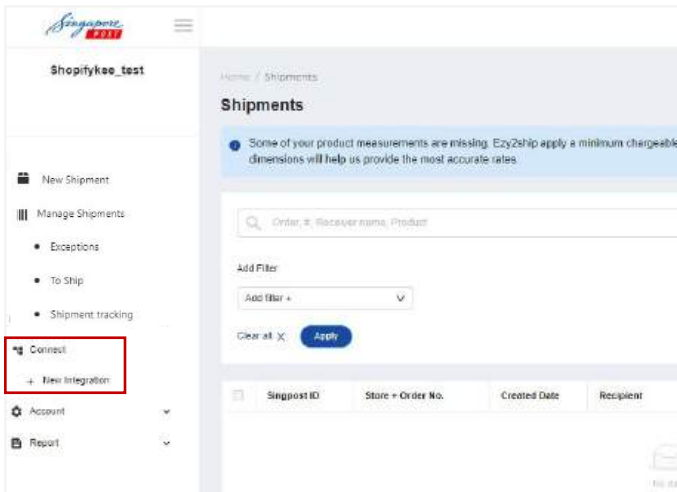 Singapore
POST
Shopifykee_test
Home / Shipments
Shipments
Some of your product measurements are missing. Ezy2ship apply a minimum chargeable
dimensions will help us provide the most accurate rates.
New Shipment
Manage Shipments
Exceptions
To Ship
Shipment tracking
Connect
+ New Integration
Account
Report
Order, #, Receiver name, Product
Add Filter
Add filter +
Clear all X
Apply
Singpost ID
Store + Order No.
Created Date
Recipient
No da